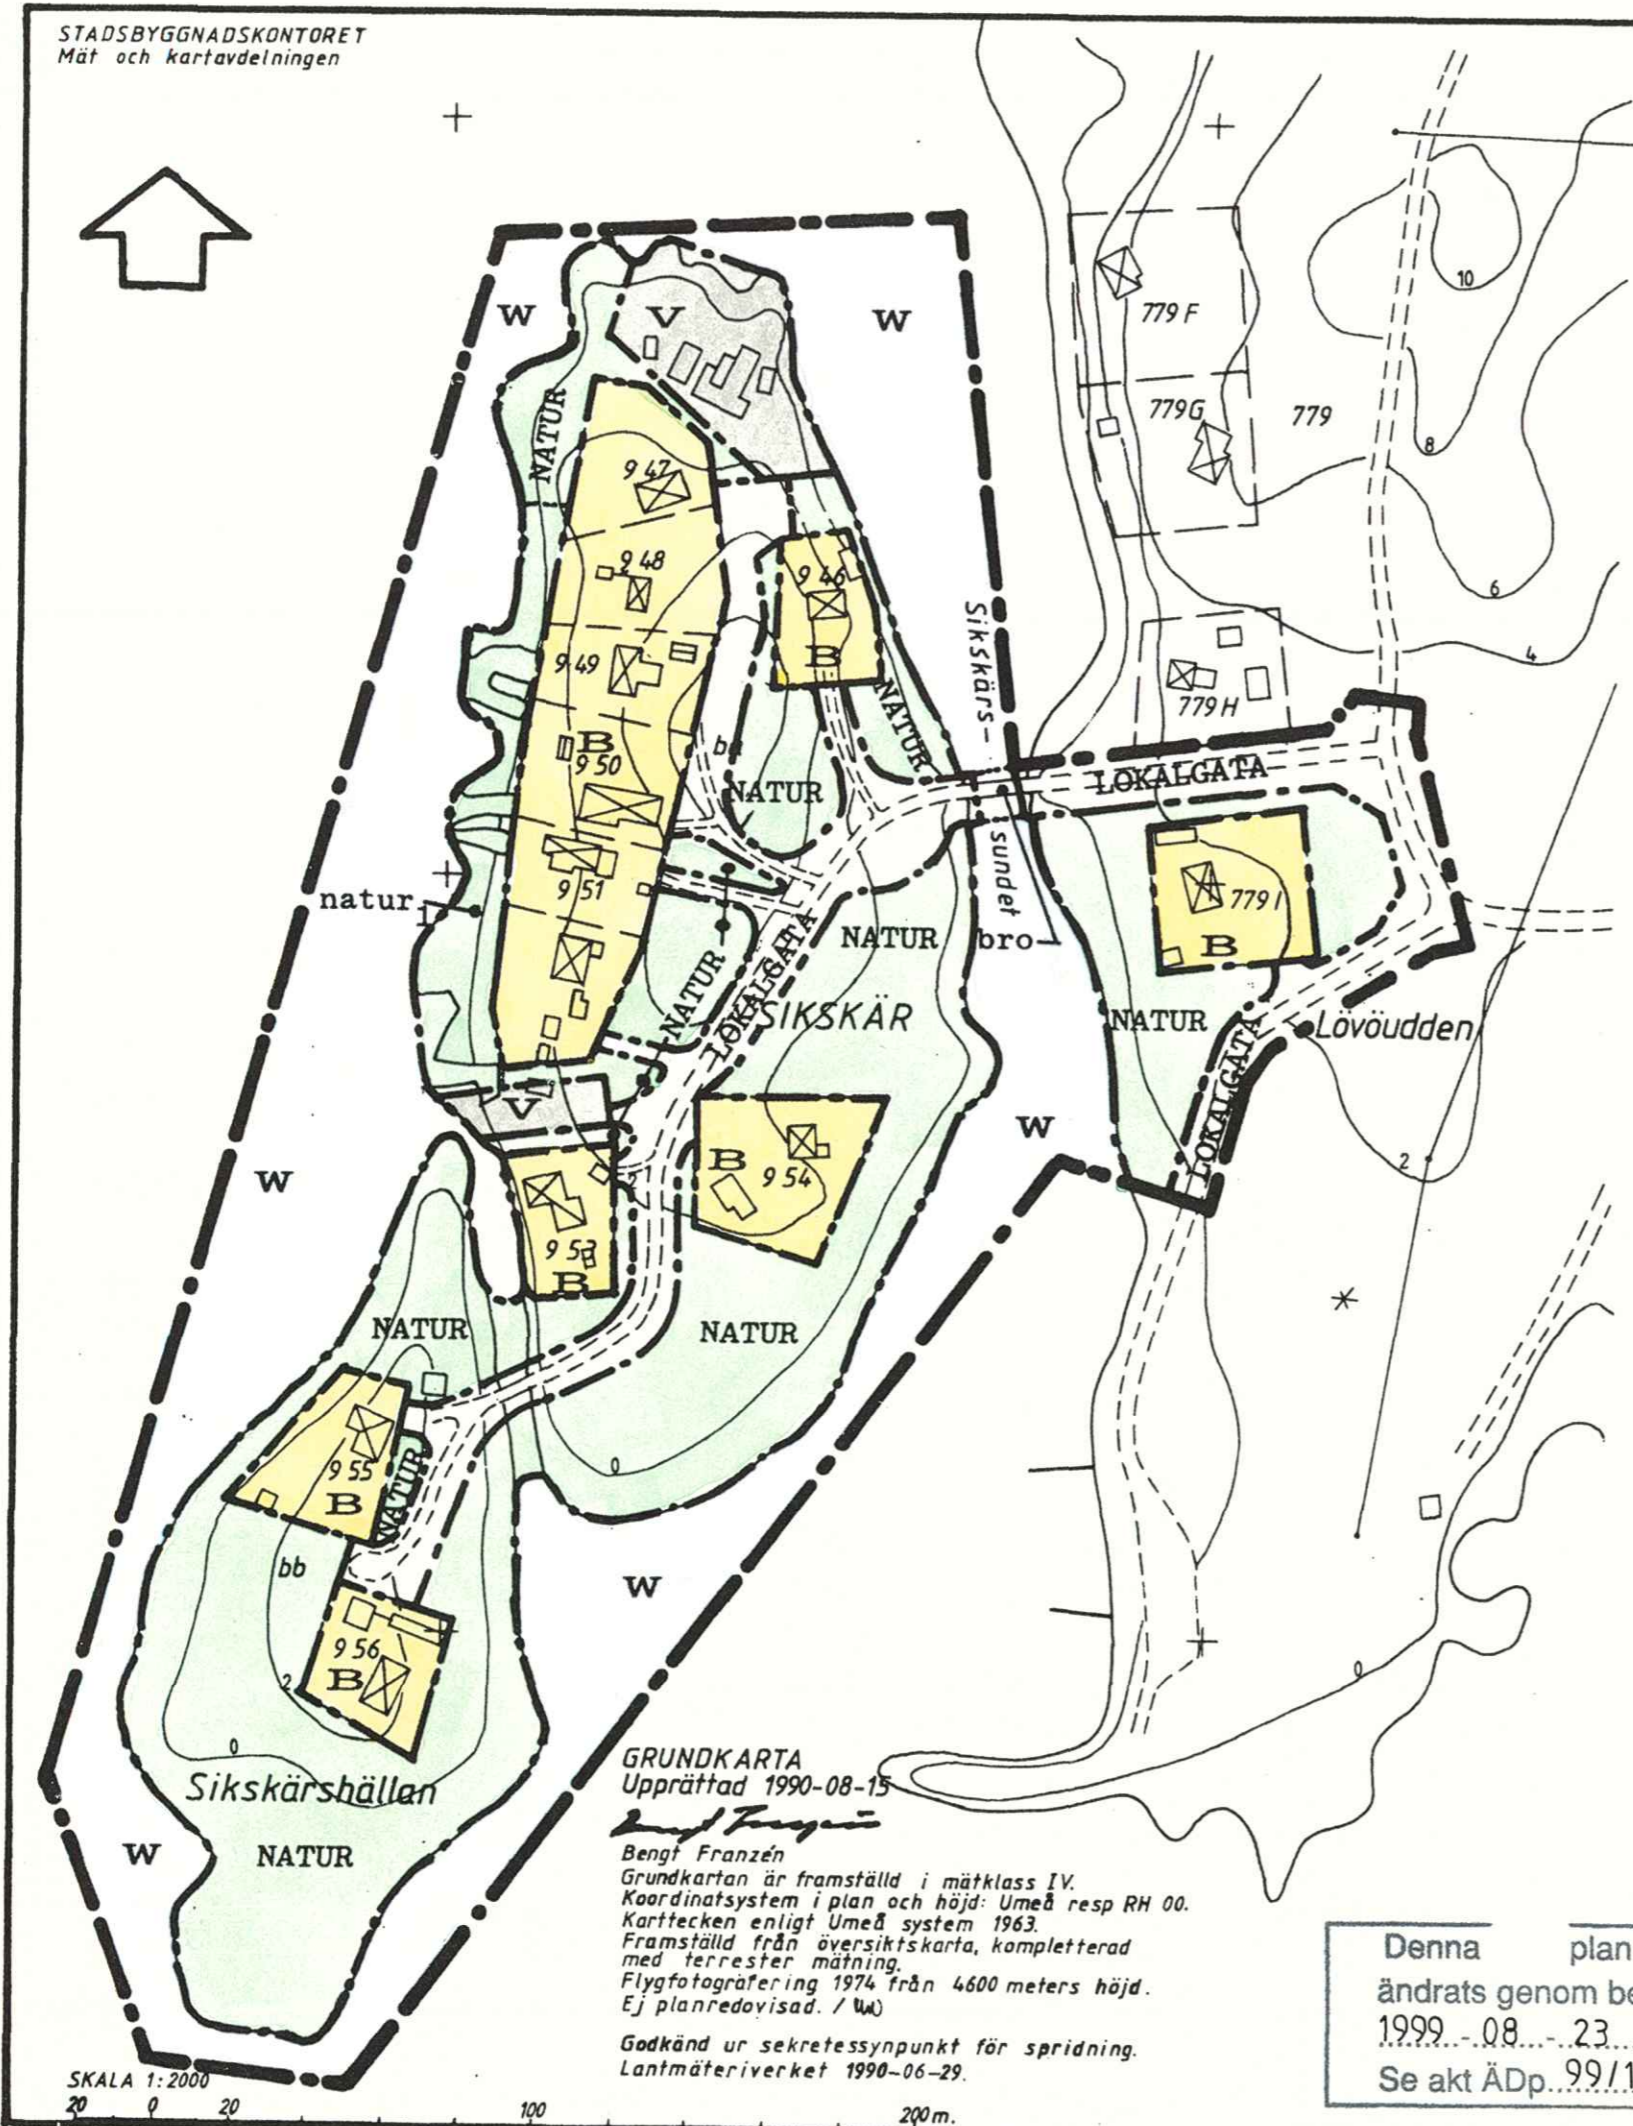 STADSBYGGNADSKONTORET
Mät och kartavdelningen
W
V
W
779 F
10
NATUR
779G
779
8
9 47
9 48
9 46
6
B
9 49
4
Sikskärs-
NATUR
779 H
B
9 50
NATUR
LOKALGATA
9 51
sundet
779 I
natur1
NATUR
bro
B
NATUR
LOKALGATA
SIKSKÄR
NATUR
Lövöudden
LOKALGATA
V
W
W
B
9 54
2
2
9 53
B
NATUR
NATUR
9 55
B
NATUR
0
bb
W
9 56
B
2
0
0
Sikskärshällan
W
NATUR
GRUNDKARTA
Upprättad 1990-08-15
Bengt Franzén
Grundkartan är framställd i mätklass IV.
Koordinatsystem i plan och höjd: Umeå resp RH 00.
Karttecken enligt Umeå system 1963.
Framställd från översiktskarta, kompletterad
med terrester mätning.
Flygfotografering 1974 från 4600 meters höjd.
Ej planredovisad. /
Godkänd ur sekretessynpunkt för spridning.
Lantmäteriverket 1990-06-29.
Denna plan
ändrats genom be
1999 - 08 - 23
Se akt ÄDp 99/1
SKALA 1:2000
20 0 20 100 200 m.